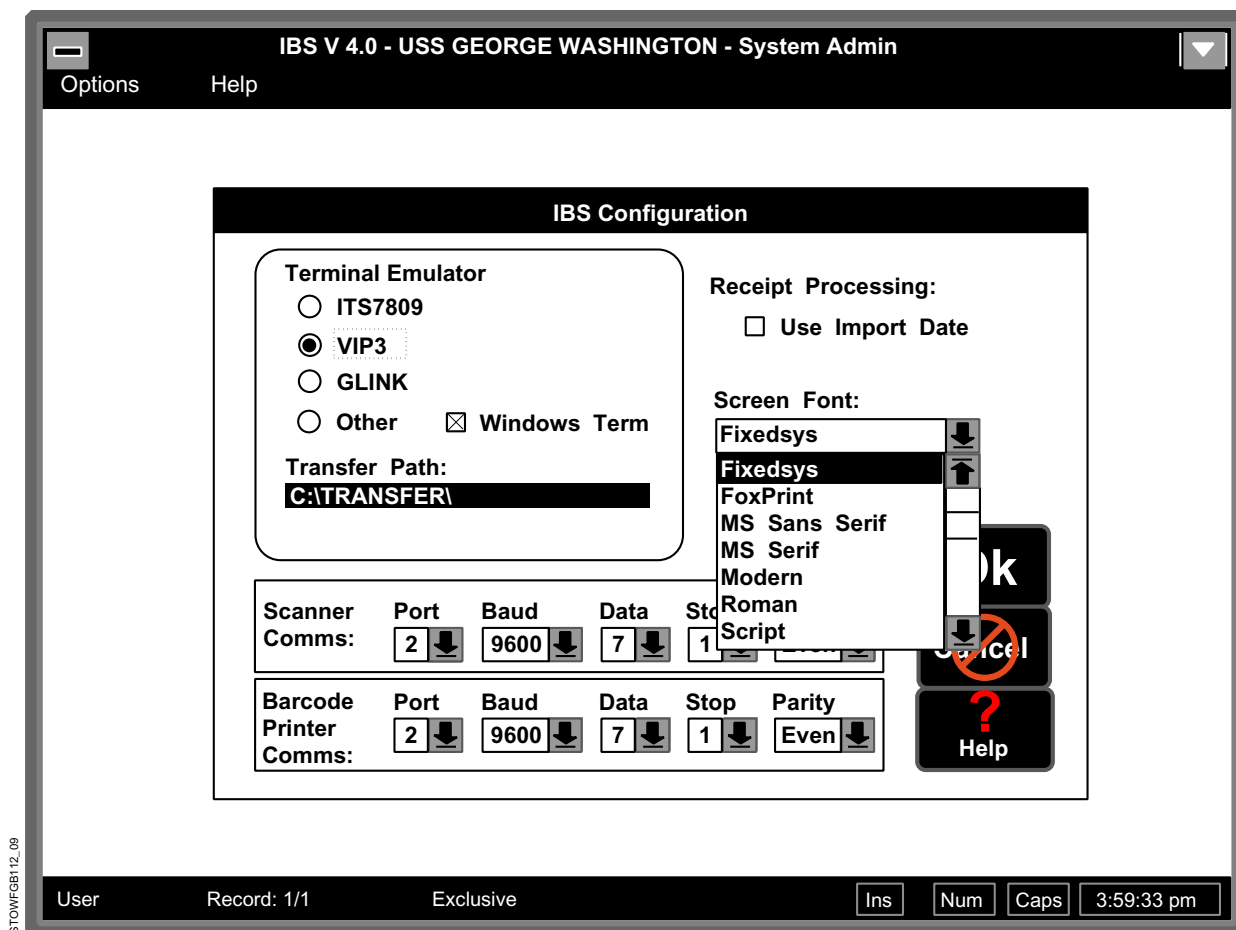 IBS V 4.0 - USS GEORGE WASHINGTON - System Admin
Options Help
IBS Configuration
Terminal Emulator
ITS7809
VIP3
GLINK
Other Windows Term
Transfer Path:
C:\TRANSFER\
Receipt Processing:
Use Import Date
Screen Font:
Fixedsys
Fixedsys
FoxPrint
MS Sans Serif
MS Serif
Modern
Roman
Script
Scanner Comms:
Port Baud Data
2 9600 7 1
Barcode Printer Comms:
Port Baud Data Stop Parity
2 9600 7 1 Even
?
Help
User Record: 1/1 Exclusive Ins Num Caps 3:59:33 pm